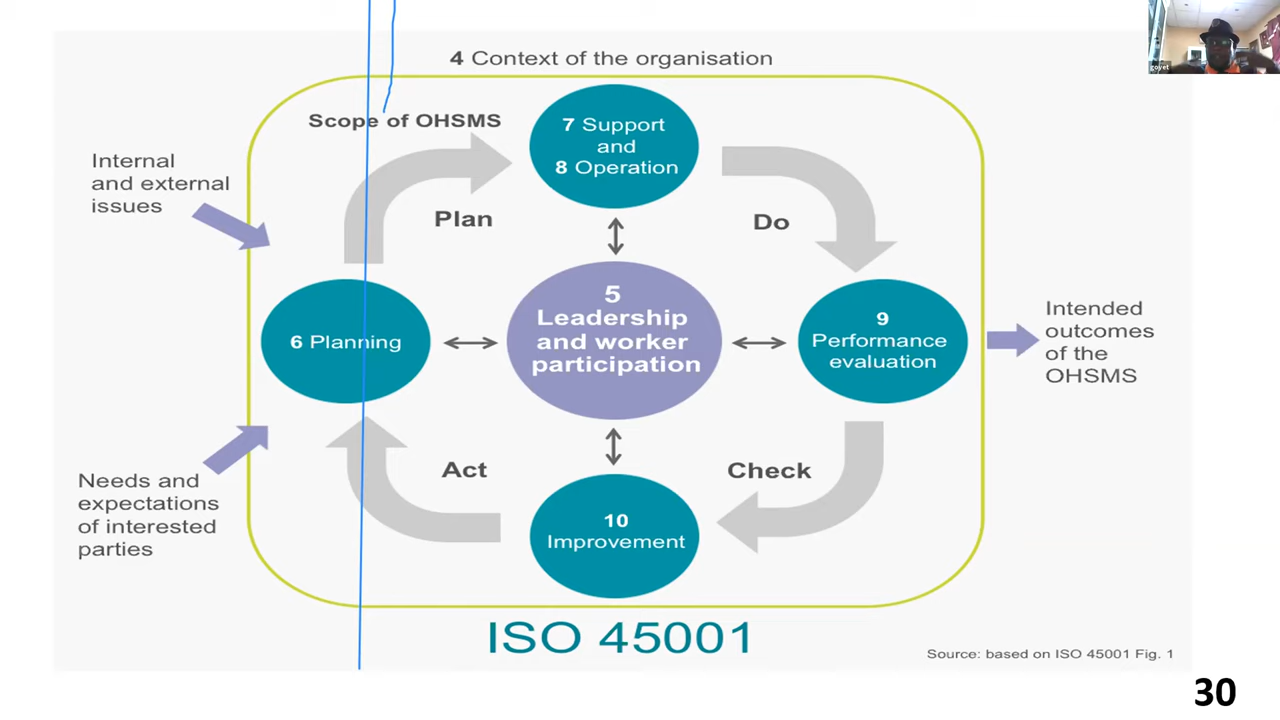 4 Context of the organisation
Scope of OHSMS
Internal
and external
issues
7 Support
and
8 Operation
Plan
Do
6 Planning
5
Leadership
and worker
participation
9
Performance
evaluation
Intended
outcomes
of the
OHSMS
Needs and
expectations
of interested
parties
Act
Check
10
Improvement
ISO 45001
Source: based on ISO 45001 Fig. 1
30
goyet